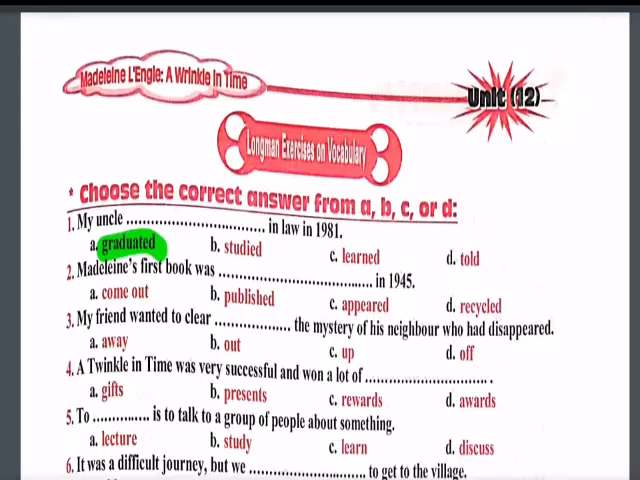 Madeleine L'Engle: A Wrinkle In Time
Unit (12)
Longman Exercises on Vocabulary
* Choose the correct answer from a, b, c, or d:
1. My uncle ................................... in law in 1981.
a. graduated b. studied c. learned d. told
2. Madeleine's first book was ....................................... in 1945.
a. come out b. published c. appeared d. recycled
3. My friend wanted to clear ................... the mystery of his neighbour who had disappeared.
a. away b. out c. up d. off
4. A Twinkle in Time was very successful and won a lot of ................................ .
a. gifts b. presents c. rewards d. awards
5. To .............. is to talk to a group of people about something.
a. lecture b. study c. learn d. discuss
6. It was a difficult journey, but we .............................. to get to the village.